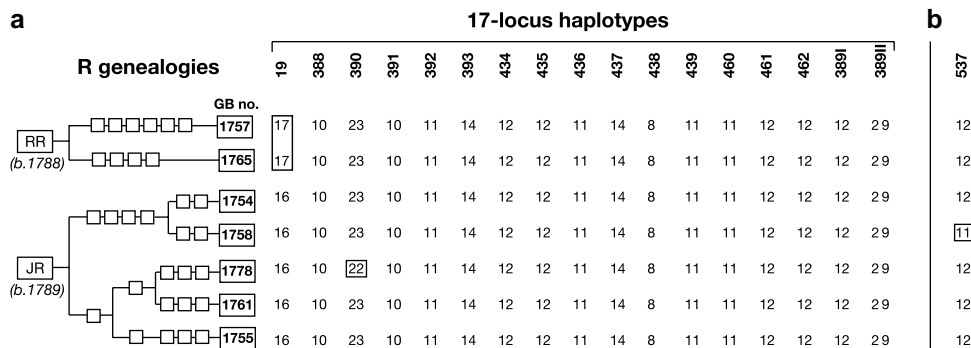 a
17-locus haplotypes
b
R genealogies
19 388 390 391 392 393 434 435 436 437 438 439 460 461 462 389I 389II 537
GB no.
1757 17 10 23 10 11 14 12 12 11 14 8 11 11 12 12 12 29 12
RR
(b.1788)
1765 17 10 23 10 11 14 12 12 11 14 8 11 11 12 12 12 29 12
1754 16 10 23 10 11 14 12 12 11 14 8 11 11 12 12 12 29 12
1758 16 10 23 10 11 14 12 12 11 14 8 11 11 12 12 12 29 11
JR
(b.1789)
1778 16 10 22 10 11 14 12 12 11 14 8 11 11 12 12 12 29 12
1761 16 10 23 10 11 14 12 12 11 14 8 11 11 12 12 12 29 12
1755 16 10 23 10 11 14 12 12 11 14 8 11 11 12 12 12 29 12